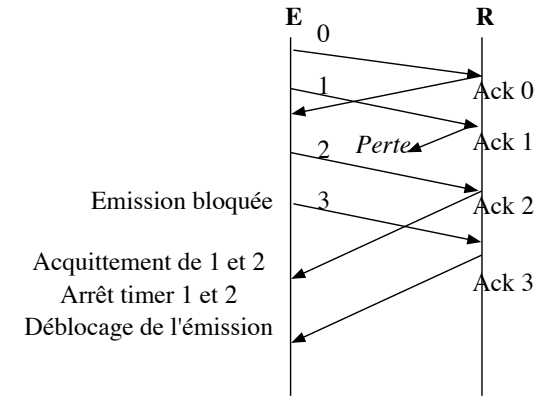 E R
0
Ack 0
1
Ack 1
Perte
2
Emission bloquée
3
Ack 2
Acquittement de 1 et 2
Arrêt timer 1 et 2
Ack 3
Déblocage de l'émission